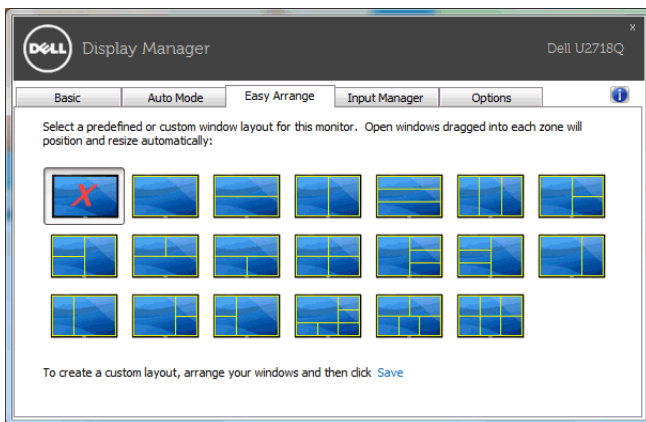 x
DELL Display Manager Dell U2718Q
Basic Auto Mode Easy Arrange Input Manager Options i
Select a predefined or custom window layout for this monitor. Open windows dragged into each zone will
position and resize automatically:
X
To create a custom layout, arrange your windows and then click Save